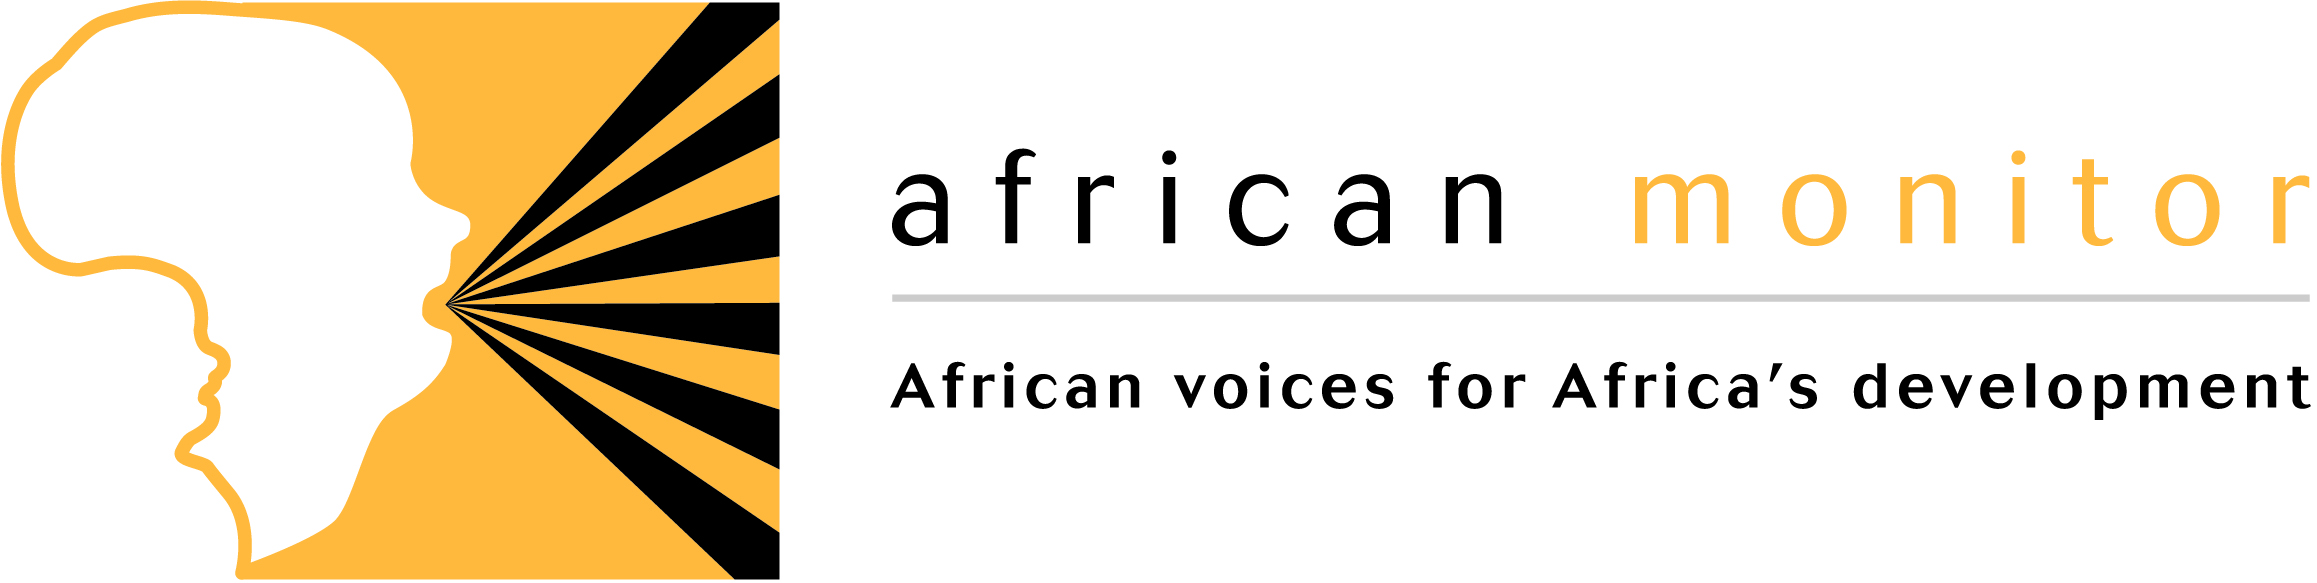 african monitor
African voices for Africa’s development